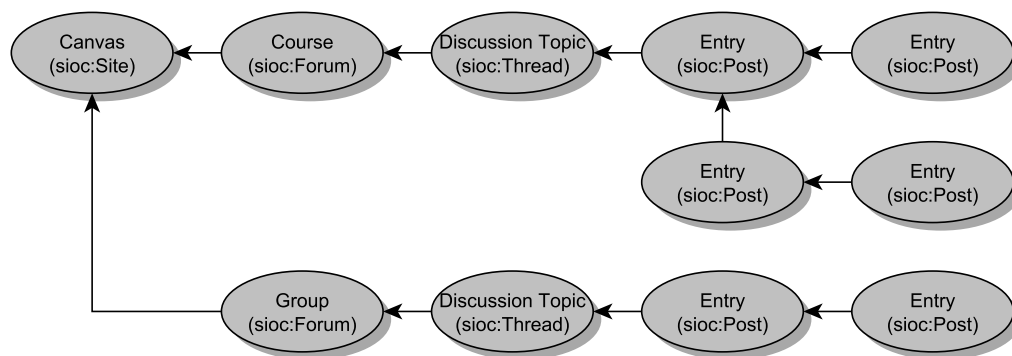 Canvas
(sioc:Site)
Course
(sioc:Forum)
Discussion Topic
(sioc:Thread)
Entry
(sioc:Post)
Entry
(sioc:Post)
Entry
(sioc:Post)
Entry
(sioc:Post)
Group
(sioc:Forum)
Discussion Topic
(sioc:Thread)
Entry
(sioc:Post)
Entry
(sioc:Post)